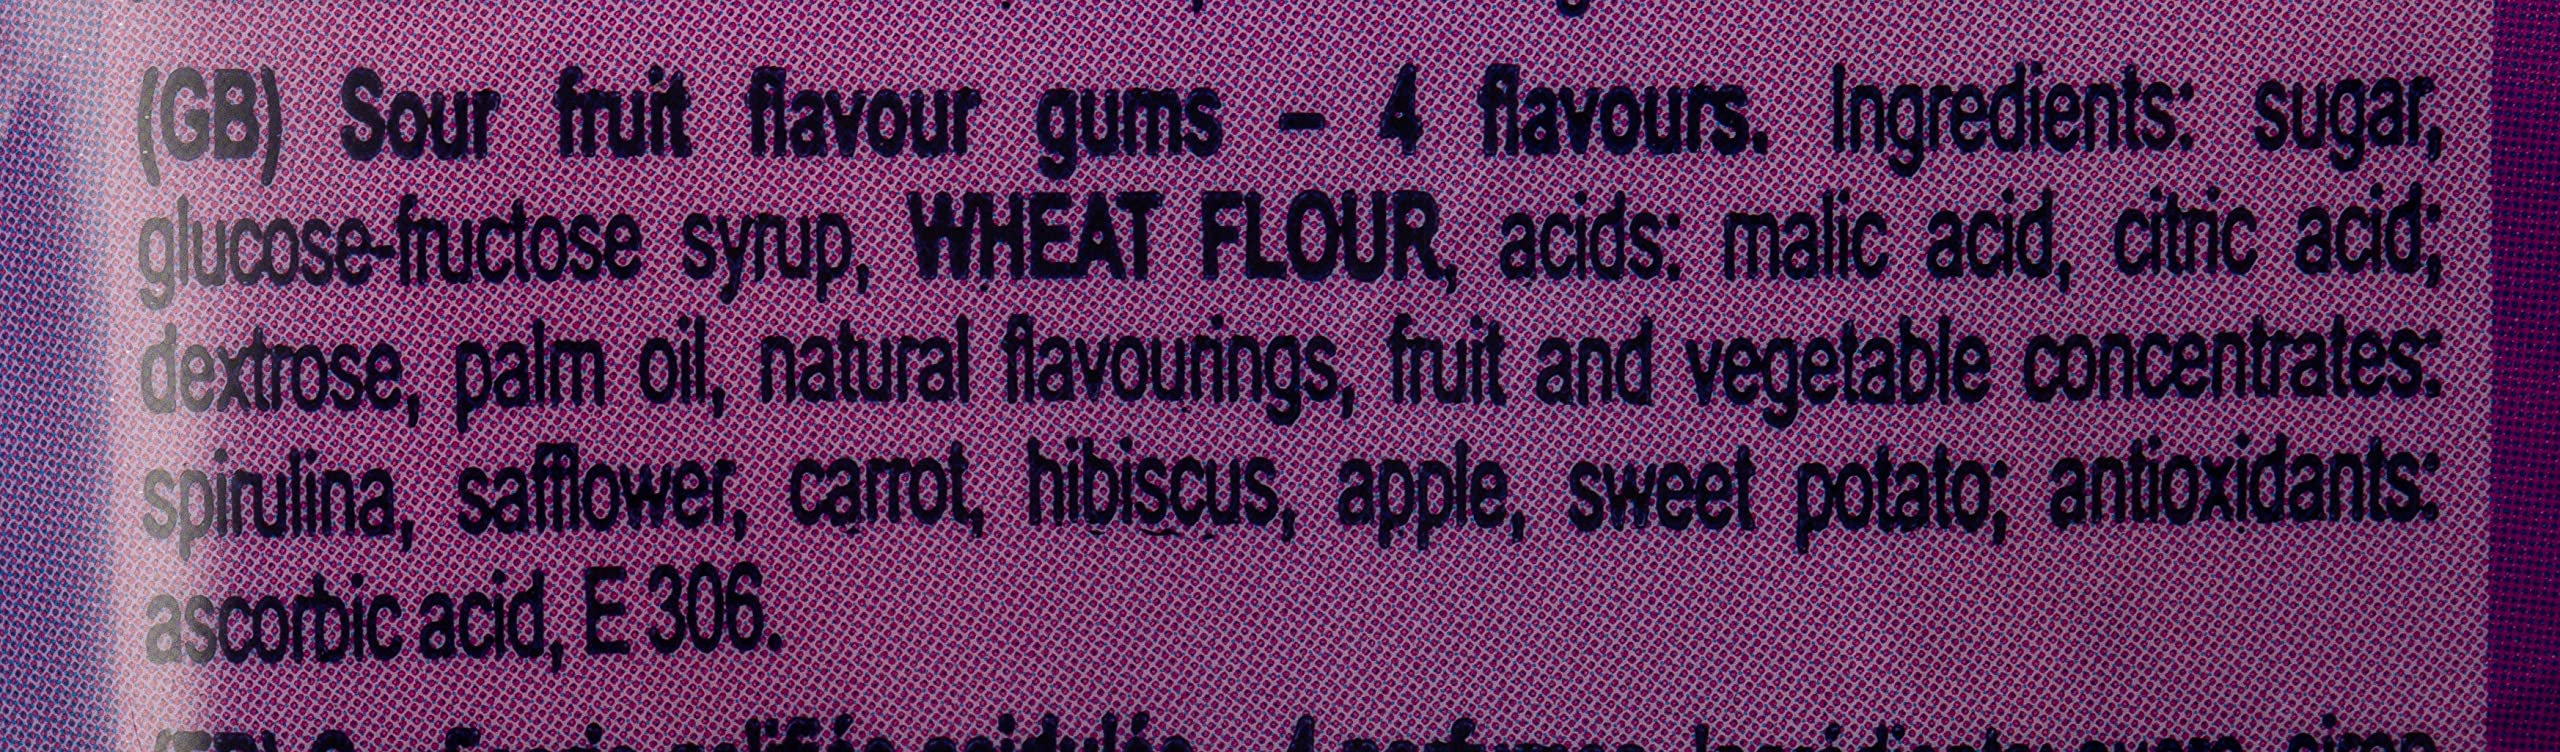 (GB) Sour fruit flavour gums – 4 flavours. Ingredients: sugar,
glucose-fructose syrup, WHEAT FLOUR, acids: malic acid, citric acid;
dextrose, palm oil, natural flavourings, fruit and vegetable concentrates:
spirulina, safflower, carrot, hibiscus, apple, sweet potato; antioxidants:
ascorbic acid, E 306.